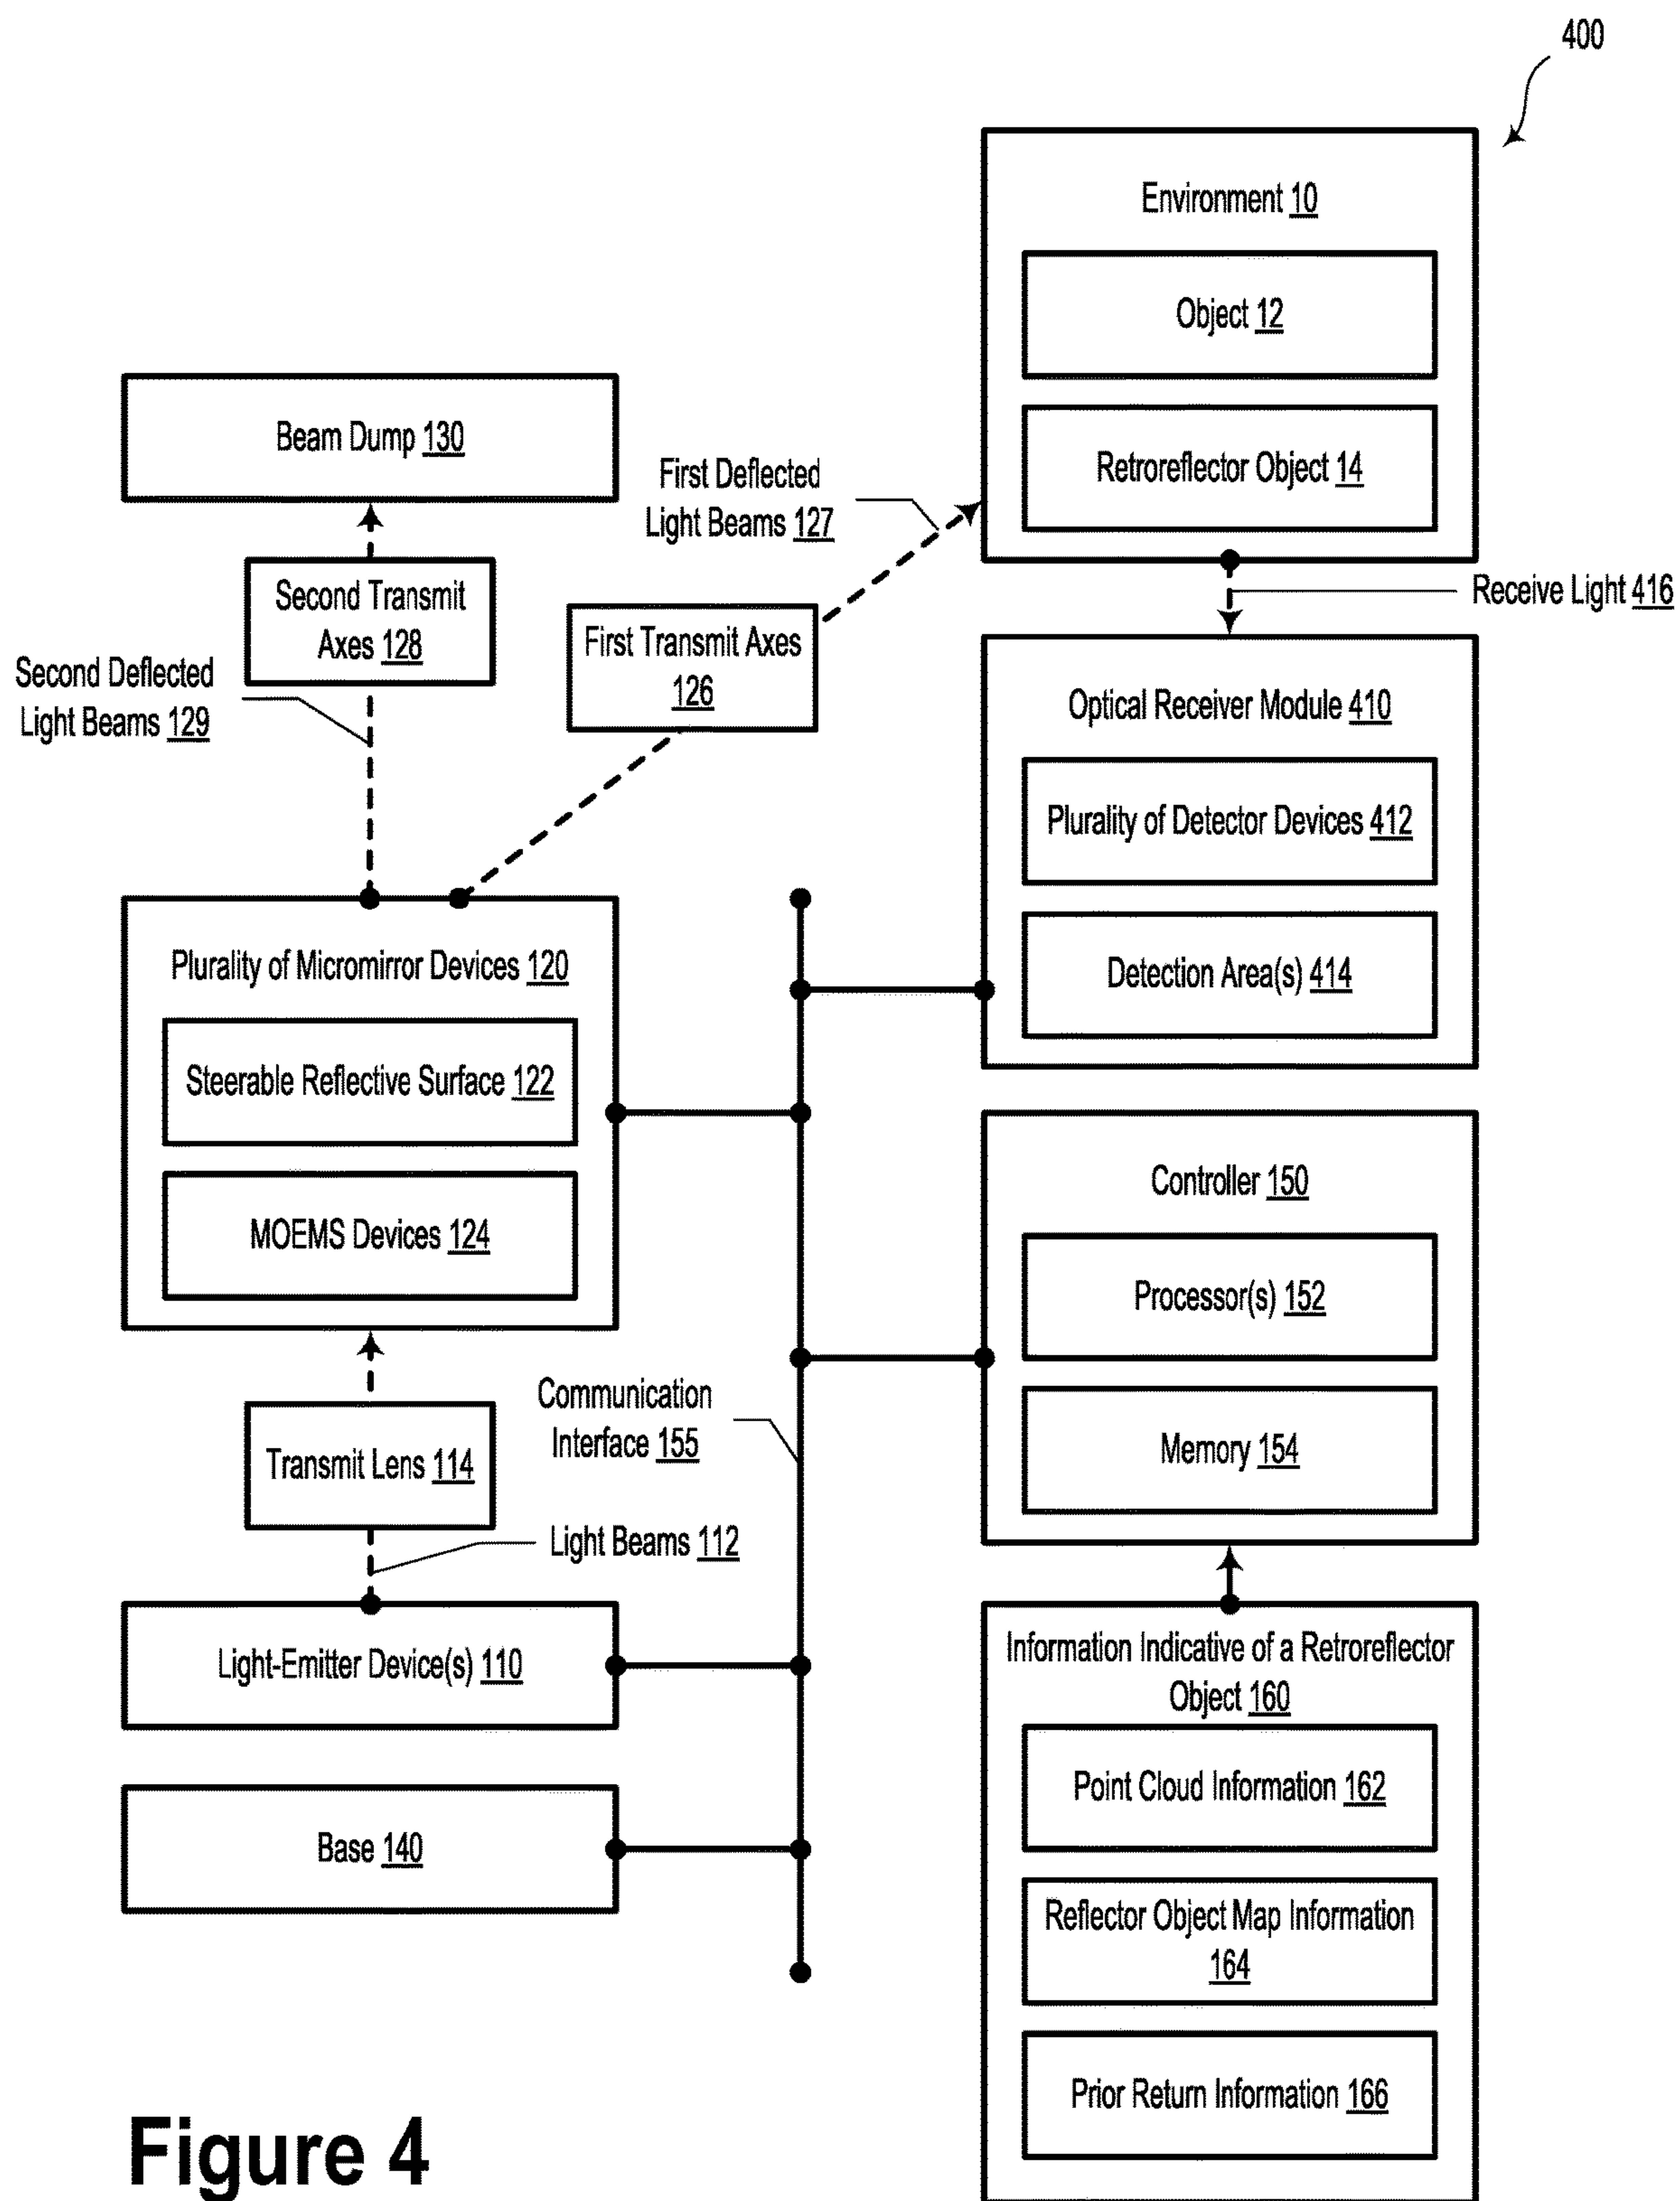 400
Environment 10
Object 12
Retroreflector Object 14
Beam Dump 130
First Deflected
Light Beams 127
Second Transmit
Axes 128
First Transmit Axes
126
Receive Light 416
Second Deflected
Light Beams 129
Optical Receiver Module 410
Plurality of Detector Devices 412
Detection Area(s) 414
Plurality of Micromirror Devices 120
Steerable Reflective Surface 122
MOEMS Devices 124
Controller 150
Processor(s) 152
Memory 154
Communication
Interface 155
Transmit Lens 114
Light Beams 112
Light-Emitter Device(s) 110
Base 140
Information Indicative of a Retroreflector
Object 160
Point Cloud Information 162
Reflector Object Map Information
164
Prior Return Information 166
Figure 4